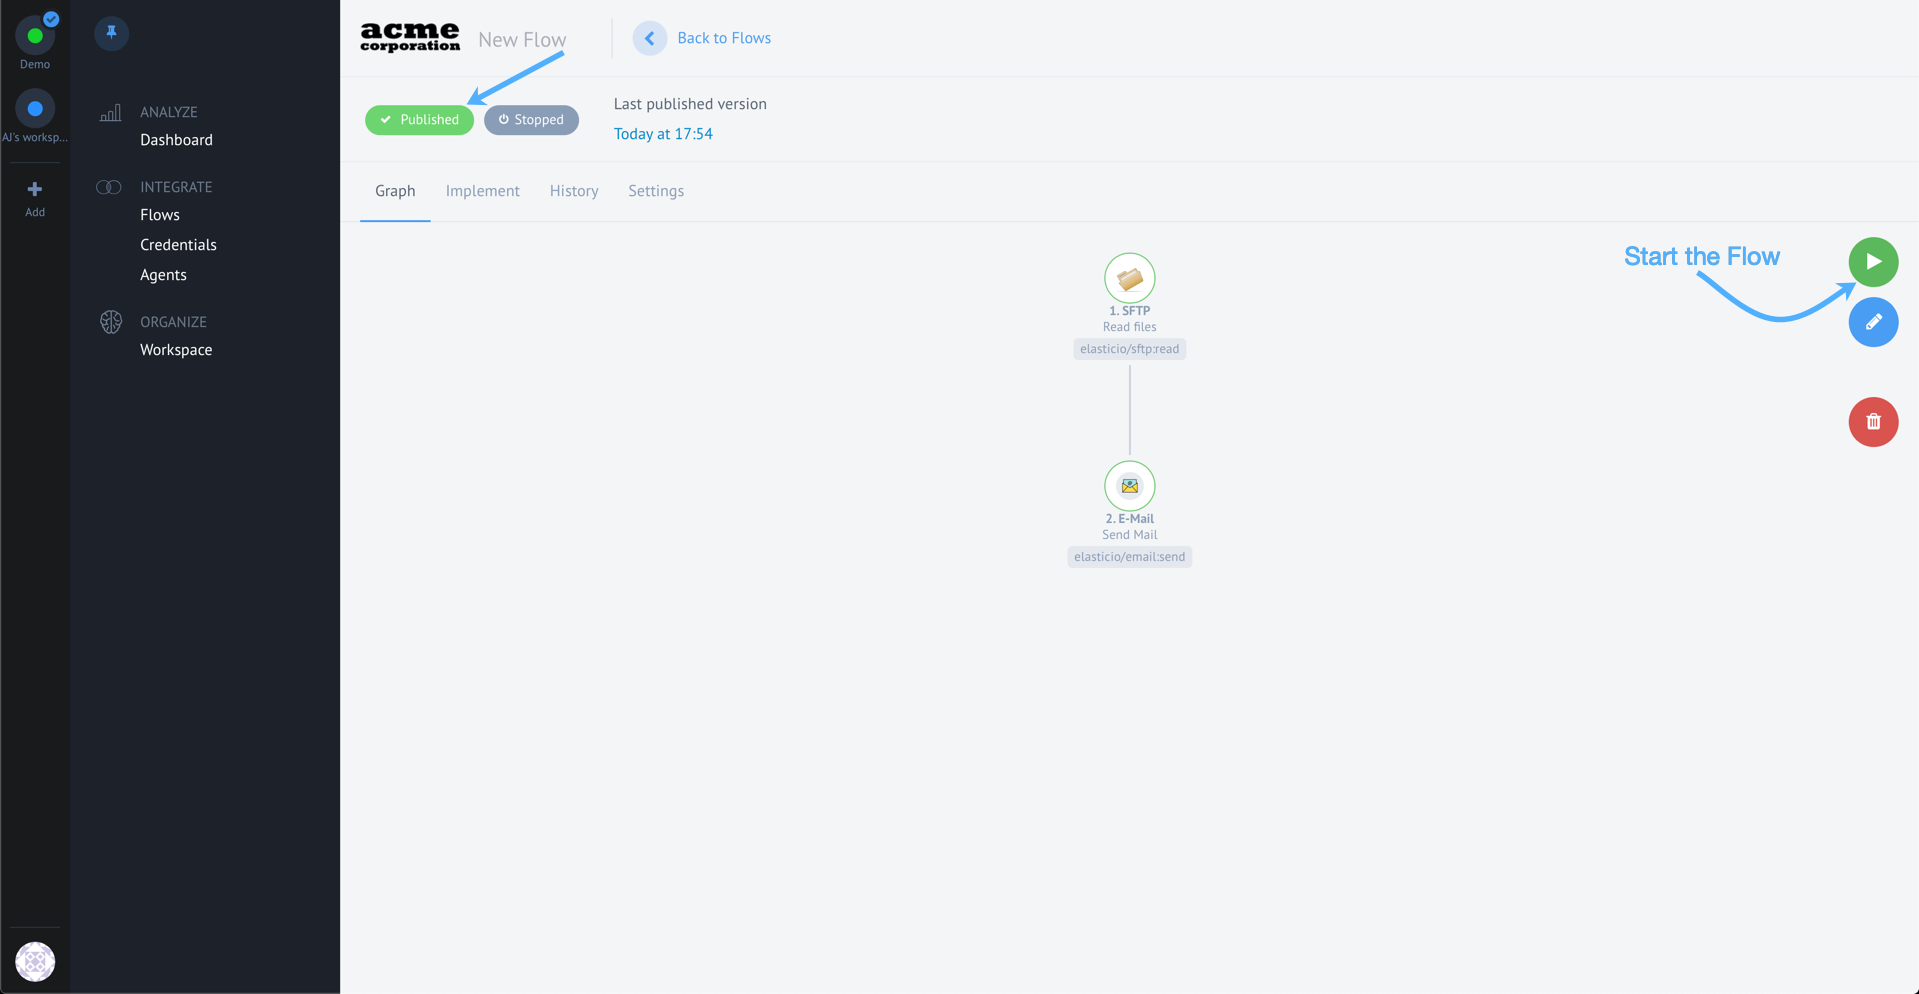 Demo
AJ's worksp...
Add
ANALYZE
Dashboard
INTEGRATE
Flows
Credentials
Agents
ORGANIZE
Workspace
acme
corporation
New Flow
Back to Flows
Published
Stopped
Last published version
Today at 17:54
Graph
Implement
History
Settings
Start the Flow
1. SFTP
Read files
elasticio/sftp:read
2. E-Mail
Send Mail
elasticio/email:send